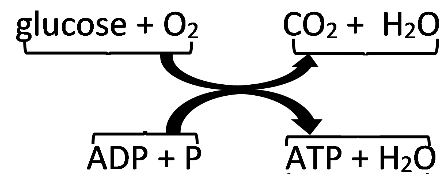 glucose + O₂ CO₂ + H₂O
ADP + P ATP + H₂O